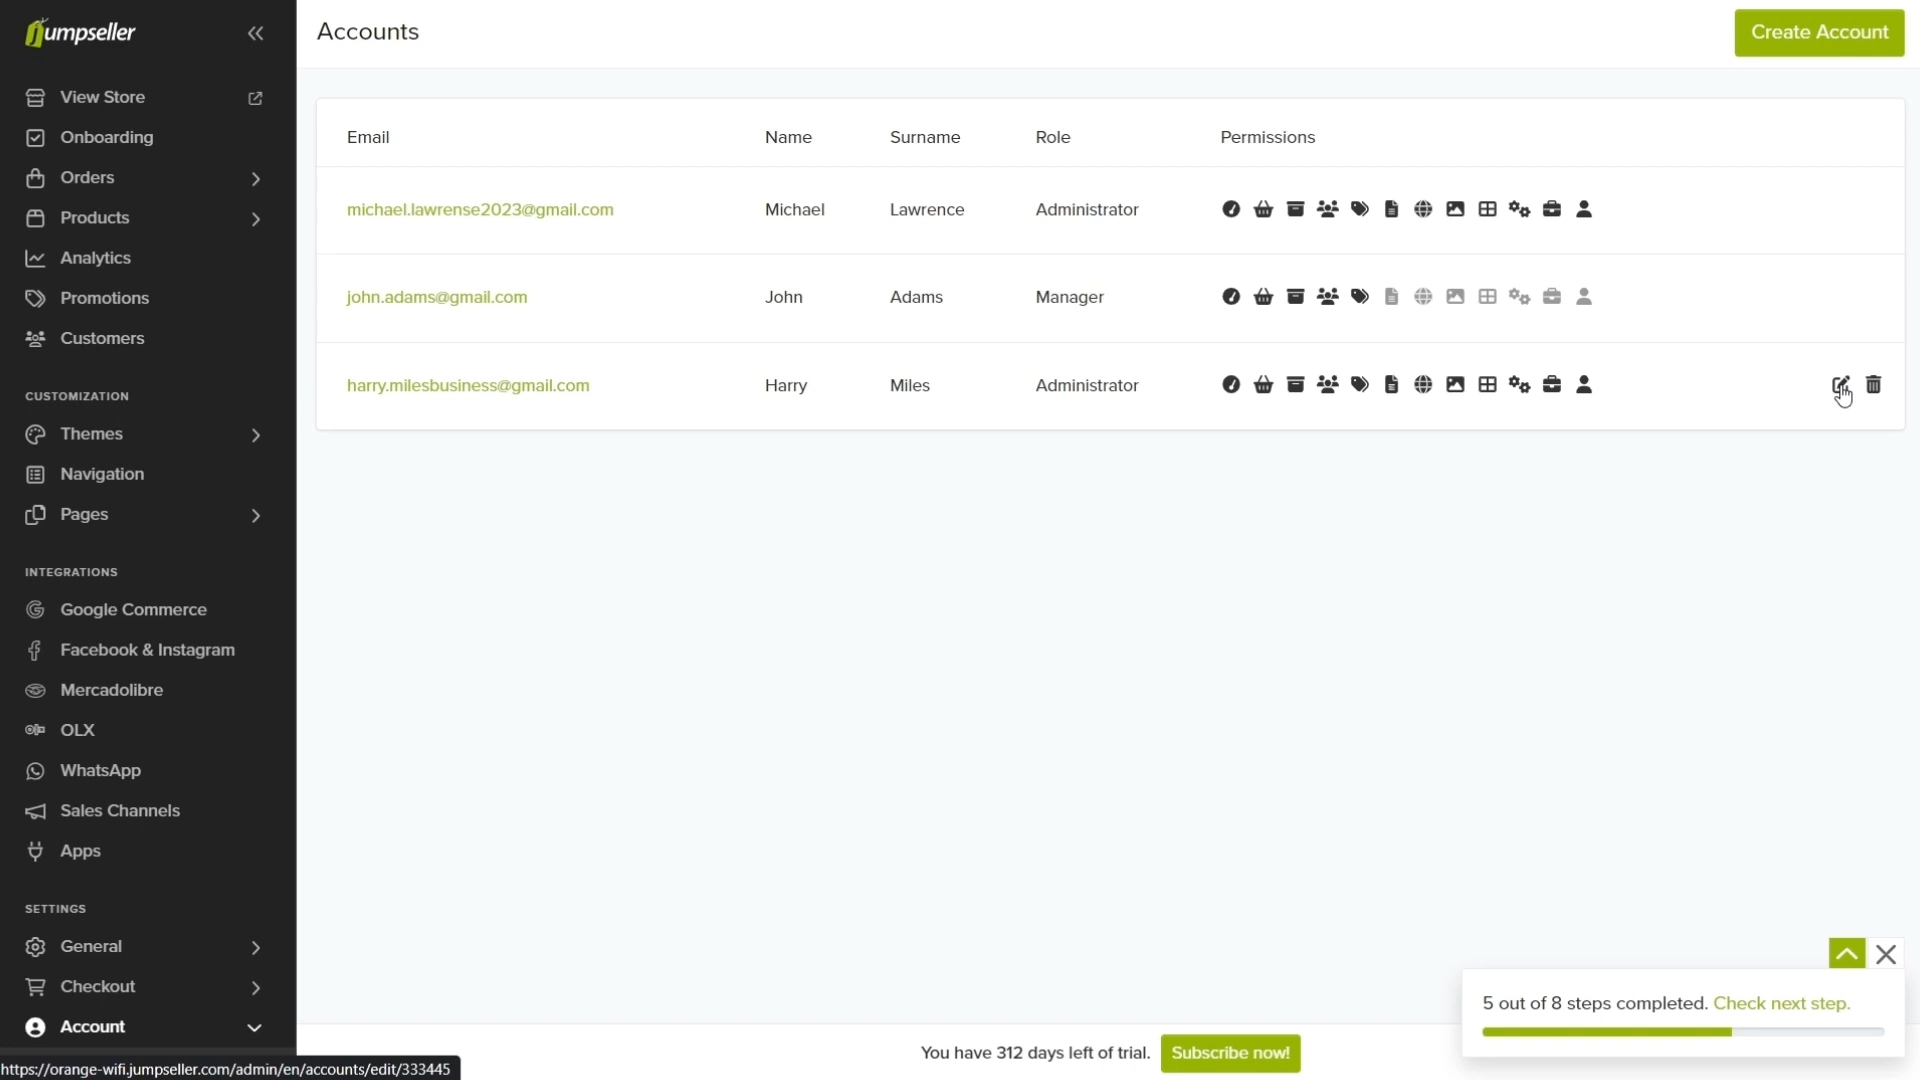 Jumpseller
View Store
Onboarding
Orders
Products
Analytics
Promotions
Customers
CUSTOMIZATION
Themes
Navigation
Pages
INTEGRATIONS
Google Commerce
Facebook & Instagram
Mercadolibre
OLX
WhatsApp
Sales Channels
Apps
SETTINGS
General
Checkout
Account
https://orange-wifi.jumpseller.com/admin/en/accounts/edit/333445
Accounts
Create Account
Email Name Surname Role Permissions
michael.lawrense2023@gmail.com Michael Lawrence Administrator
john.adams@gmail.com John Adams Manager
harry.milesbusiness@gmail.com Harry Miles Administrator
5 out of 8 steps completed. Check next step.
You have 312 days left of trial. Subscribe now!